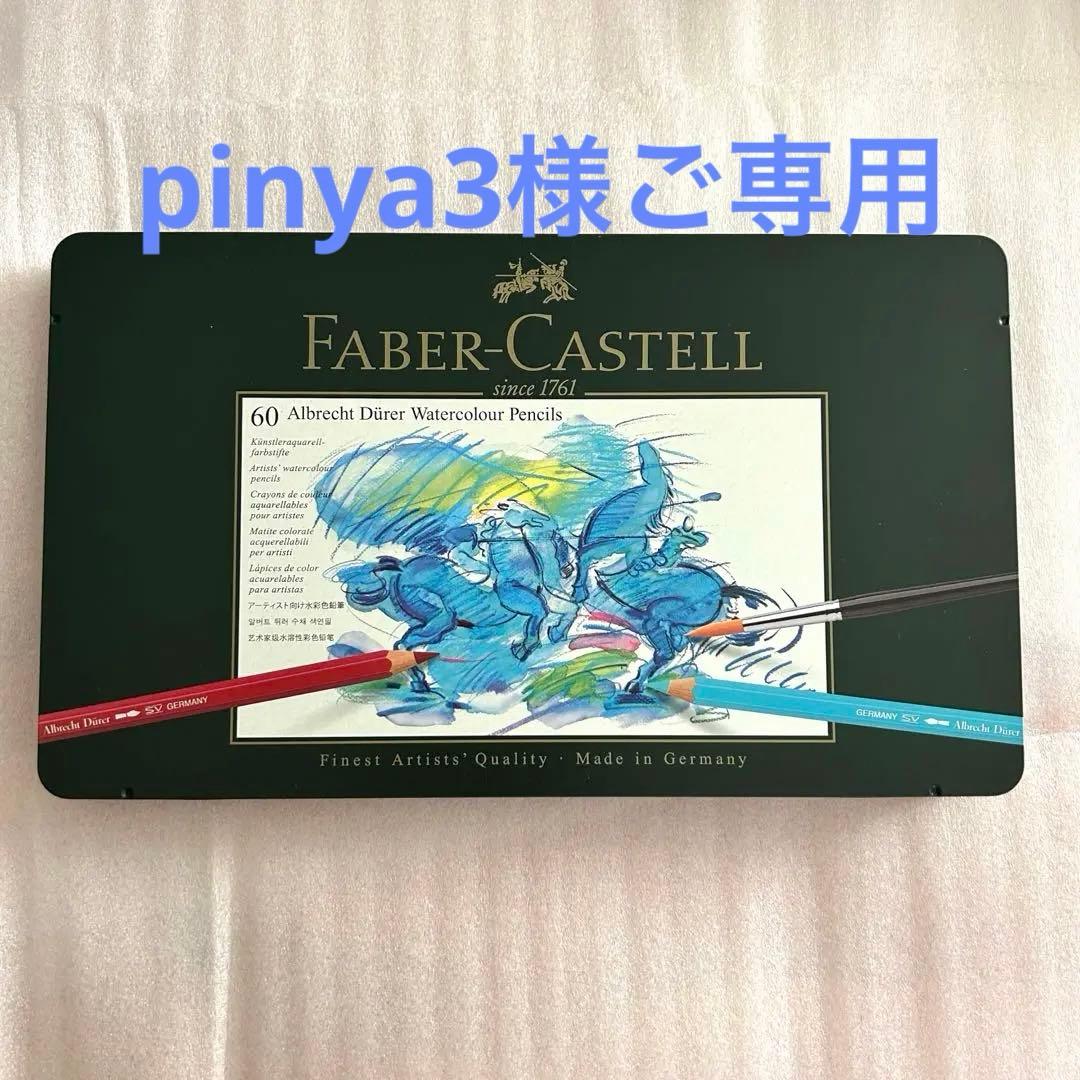 pinya3様ご専用
FABER-CASTELL
since 1761
60 Albrecht Dürer Watercolour Pencils
Künstleraquarell-
farbstifte
Artists' watercolour
pencils
Crayons de couleur
aquarellables
pour artistes
Matite colorate
acquerellabili
per artisti
Lápices de color
acuarelables
para artistas
アーティスト向け水彩色鉛筆
알버트 뒤러 수채 색연필
艺术家级水溶性彩色铅笔
Albrecht Dürer SV GERMANY
GERMANY SV Albrecht Dürer
Finest Artists' Quality · Made in Germany